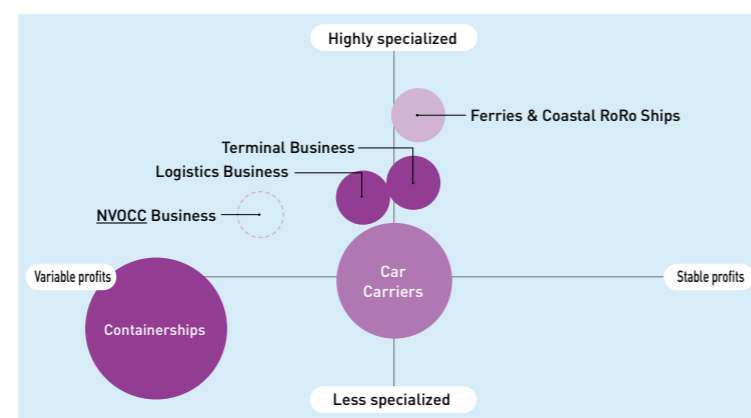 Highly specialized
Ferries & Coastal RoRo Ships
Terminal Business
Logistics Business
NVOCC Business
Variable profits
Car
Carriers
Stable profits
Containerships
Less specialized